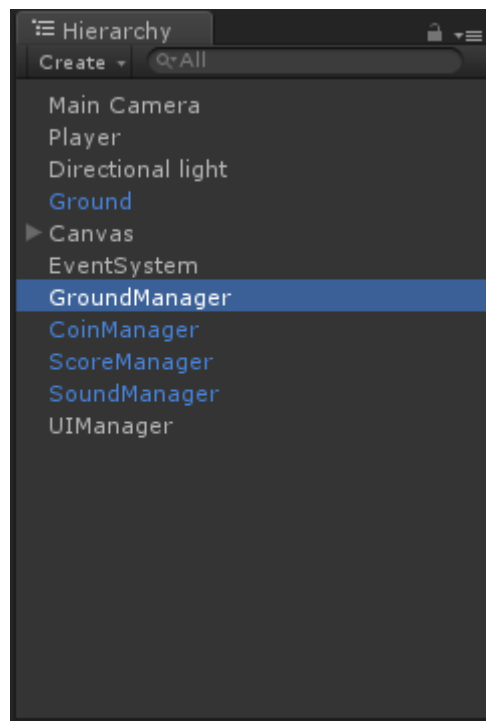 Hierarchy
Create All
Main Camera
Player
Directional light
Ground
Canvas
EventSystem
GroundManager
CoinManager
ScoreManager
SoundManager
UIManager